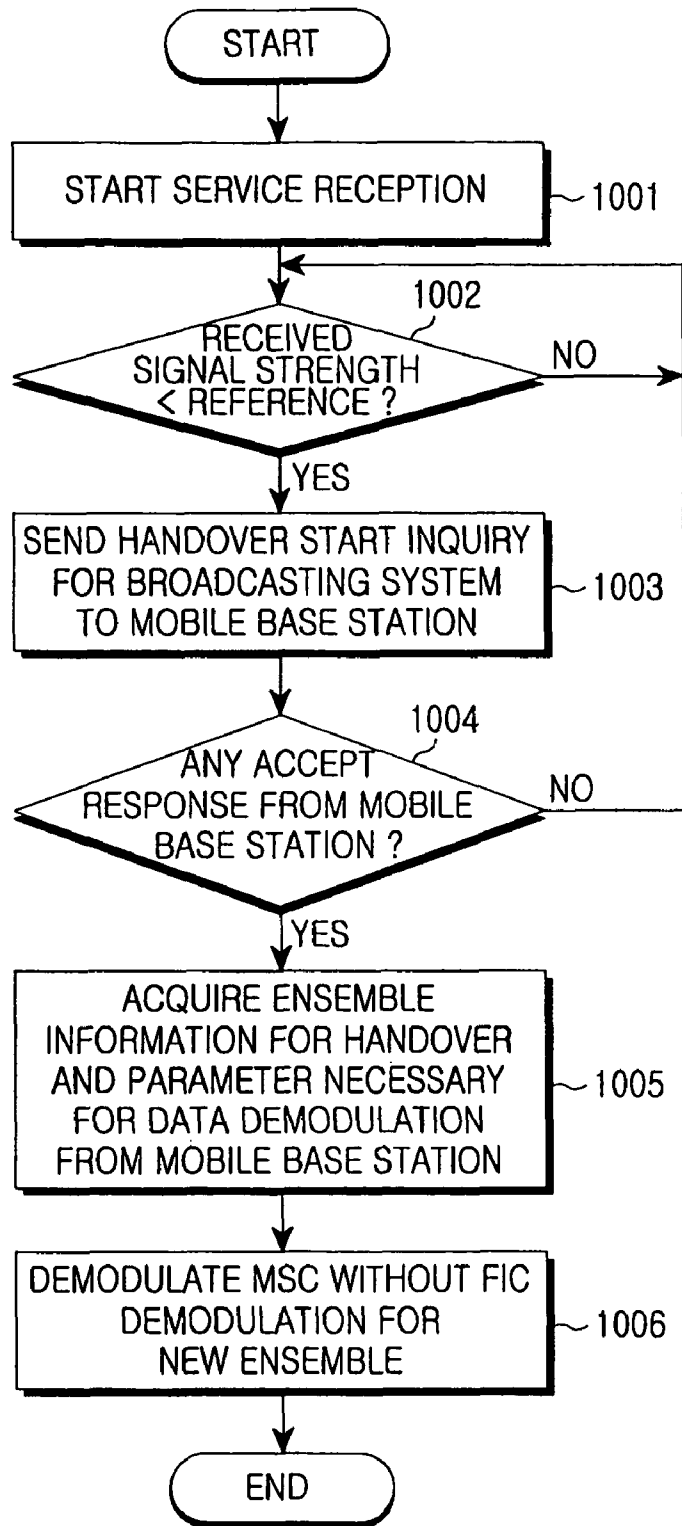 START
START SERVICE RECEPTION
1001
1002
RECEIVED
SIGNAL STRENGTH
< REFERENCE ?
NO
YES
SEND HANDOVER START INQUIRY
FOR BROADCASTING SYSTEM
TO MOBILE BASE STATION
1003
1004
ANY ACCEPT
RESPONSE FROM MOBILE
BASE STATION ?
NO
YES
ACQUIRE ENSEMBLE
INFORMATION FOR HANDOVER
AND PARAMETER NECESSARY
FOR DATA DEMODULATION
FROM MOBILE BASE STATION
1005
DEMODULATE MSC WITHOUT FIC
DEMODULATION FOR
NEW ENSEMBLE
1006
END